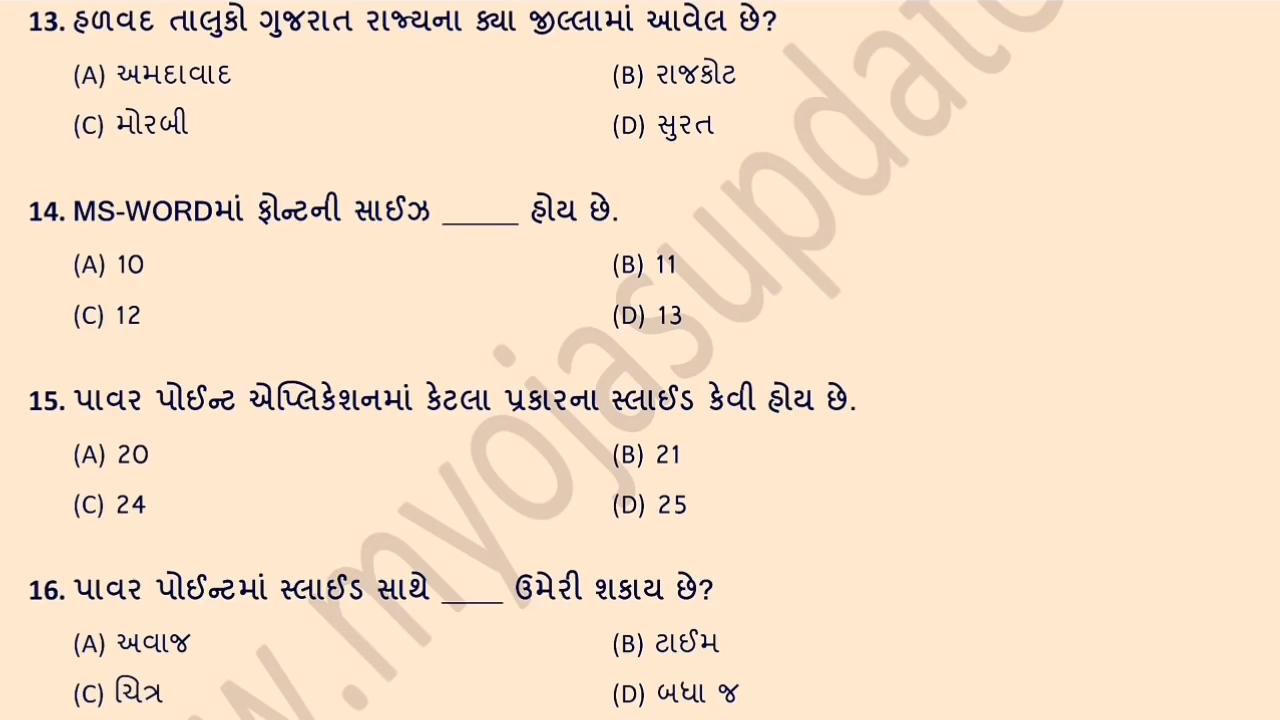 13. હળવદ તાલુકો ગુજરાત રાજ્યના ક્યા જીલ્લામાં આવેલ છે?
(A) અમદાવાદ (B) રાજકોટ
(C) મોરબી (D) સુરત
14. MS-WORDમાં ફોન્ટની સાઈઝ _____ હોય છે.
(A) 10 (B) 11
(C) 12 (D) 13
15. પાવર પોઈન્ટ એપ્લિકેશનમાં કેટલા પ્રકારના સ્લાઈડ કેવી હોય છે.
(A) 20 (B) 21
(C) 24 (D) 25
16. પાવર પોઈન્ટમાં સ્લાઈડ સાથે ____ ઉમેરી શકાય છે?
(A) અવાજ (B) ટાઈમ
(C) ચિત્ર (D) બધા જ
w.myojasupdate